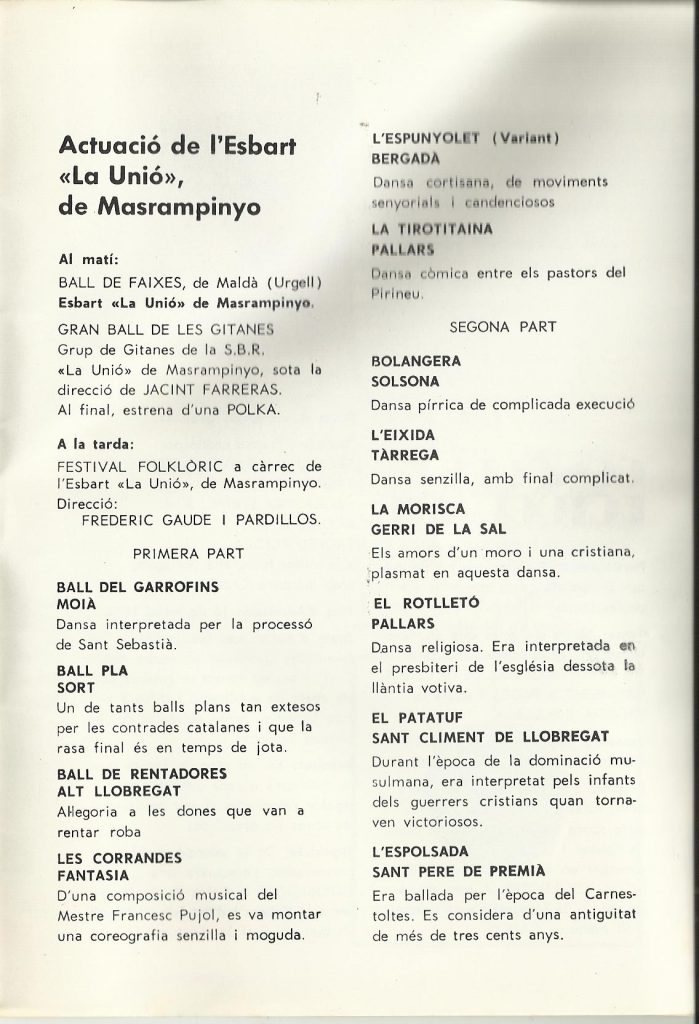 Actuació de l'Esbart
«La Unió»,
de Masrampinyo
Al matí:
BALL DE FAIXES, de Maldà (Urgell)
Esbart «La Unió» de Masrampinyo.
GRAN BALL DE LES GITANES
Grup de Gitanes de la S.B.R.
«La Unió» de Masrampinyo, sota la
direcció de JACINT FARRERAS.
Al final, estrena d'una POLKA.
A la tarda:
FESTIVAL FOLKLÒRIC a càrrec de
l'Esbart «La Unió», de Masrampinyo.
Direcció:
FREDERIC GAUDE I PARDILLOS.
PRIMERA PART
BALL DEL GARROFINS
MOIÀ
Dansa interpretada per la processó
de Sant Sebastià.
BALL PLA
SORT
Un de tants balls plans tan extesos
per les contrades catalanes i que la
rasa final és en temps de jota.
BALL DE RENTADORES
ALT LLOBREGAT
Al·legoria a les dones que van a
rentar roba
LES CORRANDES
FANTASIA
D'una composició musical del
Mestre Francesc Pujol, es va montar
una coreografia senzilla i moguda.
L'ESPUNYOLET (Variant)
BERGADÀ
Dansa cortisana, de moviments
senyorials i candenciosos
LA TIROTITAINA
PALLARS
Dansa còmica entre els pastors del
Pirineu.
SEGONA PART
BOLANGERA
SOLSONA
Dansa pírrica de complicada execució
L'EIXIDA
TÀRREGA
Dansa senzilla, amb final complicat.
LA MORISCA
GERRI DE LA SAL
Els amors d'un moro i una cristiana,
plasmat en aquesta dansa.
EL ROTLLETÓ
PALLARS
Dansa religiosa. Era interpretada en
el presbiteri de l'església dessota la
llàntia votiva.
EL PATATUF
SANT CLIMENT DE LLOBREGAT
Durant l'època de la dominació mu-
sulmana, era interpretat pels infants
dels guerrers cristians quan torna-
ven victoriosos.
L'ESPOLSADA
SANT PERE DE PREMIÀ
Era ballada per l'època del Carnes-
toltes. Es considera d'una antiguitat
de més de tres cents anys.